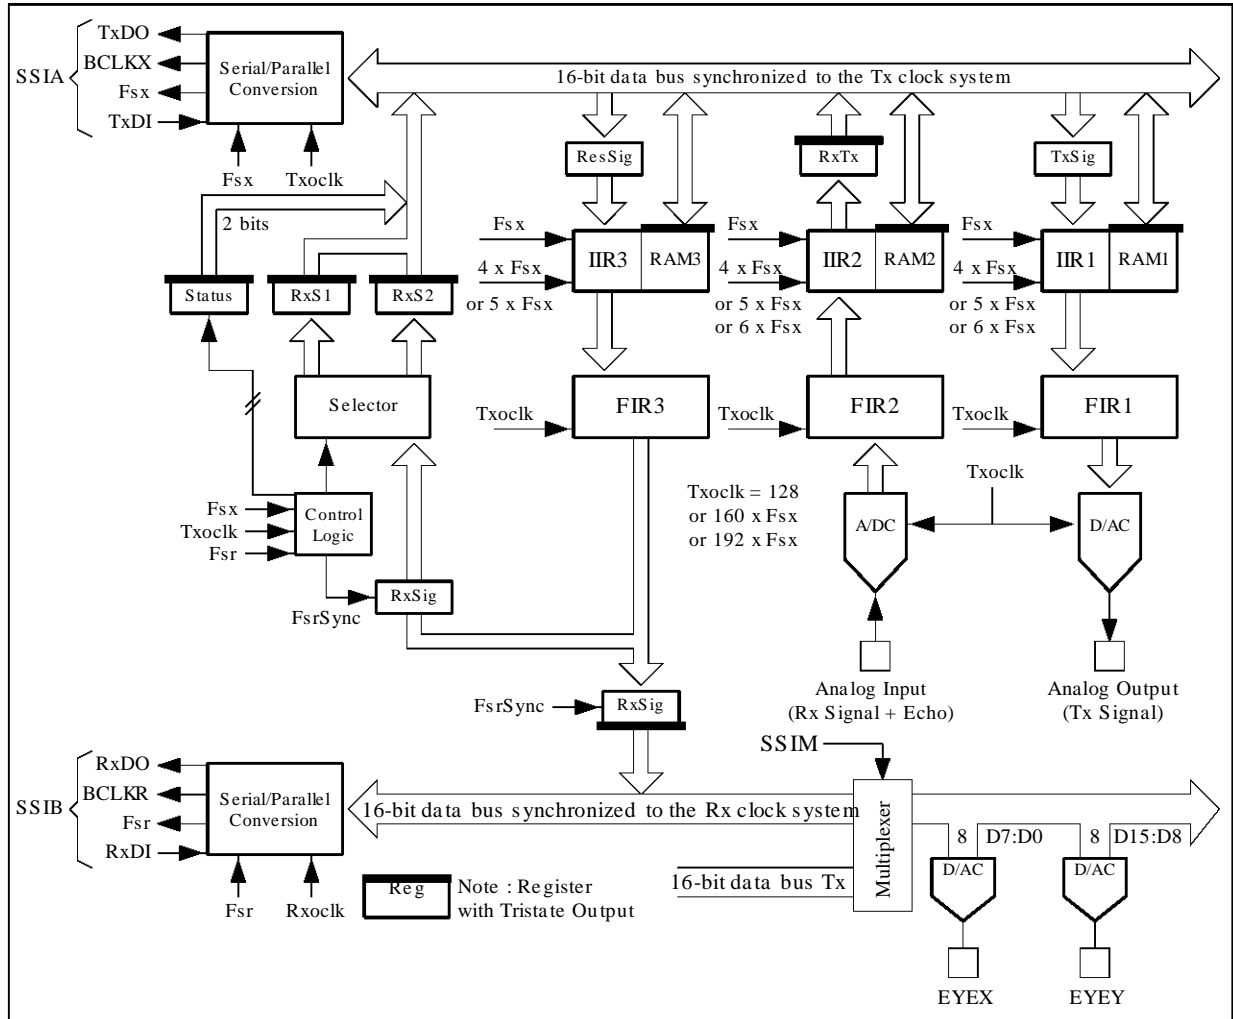 TxDO
BCLKX
SSIA
Fsx
TxDI
Serial/Parallel
Conversion
16-bit data bus synchronized to the Tx clock system
Fsx
Txoclk
2 bits
ResSig
RxTx
TxSig
Status
RxS1
RxS2
Fsx
4 x Fsx
or 5 x Fsx
IIR3
RAM3
Fsx
4 x Fsx
or 5 x Fsx
or 6 x Fsx
IIR2
RAM2
Fsx
4 x Fsx
or 5 x Fsx
or 6 x Fsx
IIR1
RAM1
Selector
Txoclk
FIR3
Txoclk
FIR2
Txoclk
FIR1
Fsx
Txoclk
Fsr
Control
Logic
Txoclk = 128
or 160 x Fsx
or 192 x Fsx
A/DC
Txoclk
D/AC
FsrSync
RxSig
FsrSync
RxSig
Analog Input
(Rx Signal + Echo)
Analog Output
(Tx Signal)
SSIM
RxDO
BCLKR
SSIB
Fsr
RxDI
Serial/Parallel
Conversion
16-bit data bus synchronized to the Rx clock system
Multiplexer
8
D7:D0
8
D15:D8
D/AC
D/AC
16-bit data bus Tx
Fsr
Rxoclk
Reg
Note : Register
with Tristate Output
EYEX
EYEY